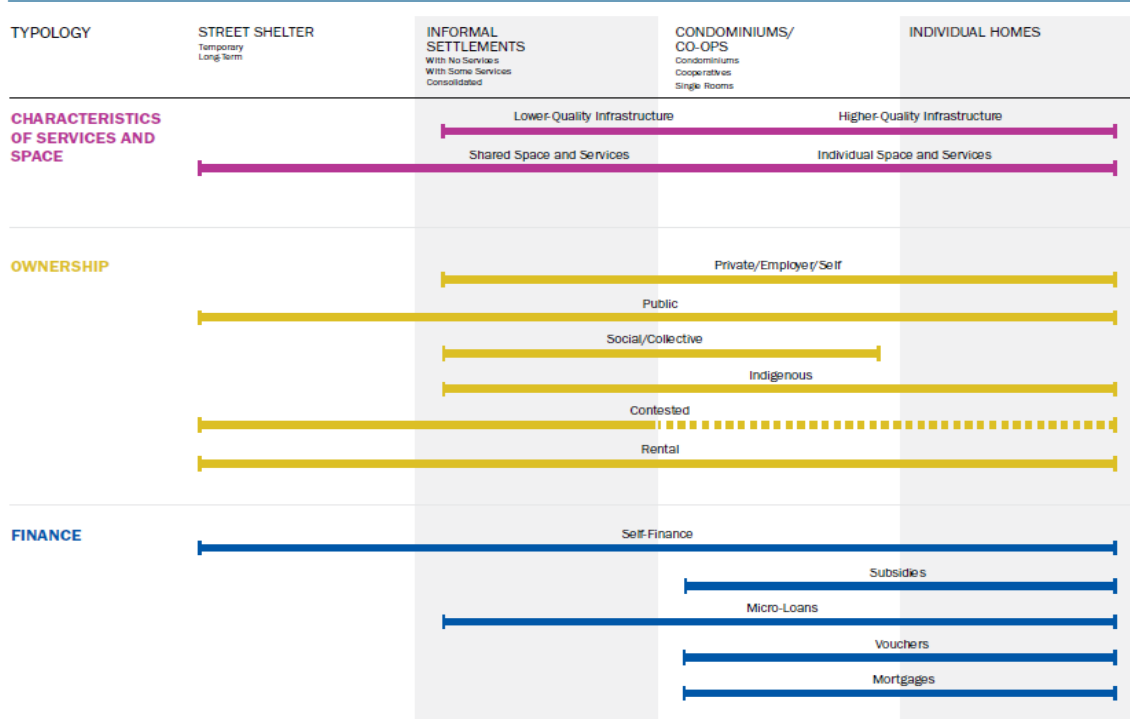 TYPOLOGY
STREET SHELTER
Temporary
Long-Term
INFORMAL
SETTLEMENTS
With No Services
With Some Services
Consolidated
CONDOMINIUMS/
CO-OPS
Condominiums
Cooperatives
Single Rooms
INDIVIDUAL HOMES
CHARACTERISTICS
OF SERVICES AND
SPACE
Lower-Quality Infrastructure
Higher-Quality Infrastructure
Shared Space and Services
Individual Space and Services
OWNERSHIP
Private/Employer/Self
Public
Social/Collective
Indigenous
Contested
Rental
FINANCE
Self-Finance
Subsidies
Micro-Loans
Vouchers
Mortgages